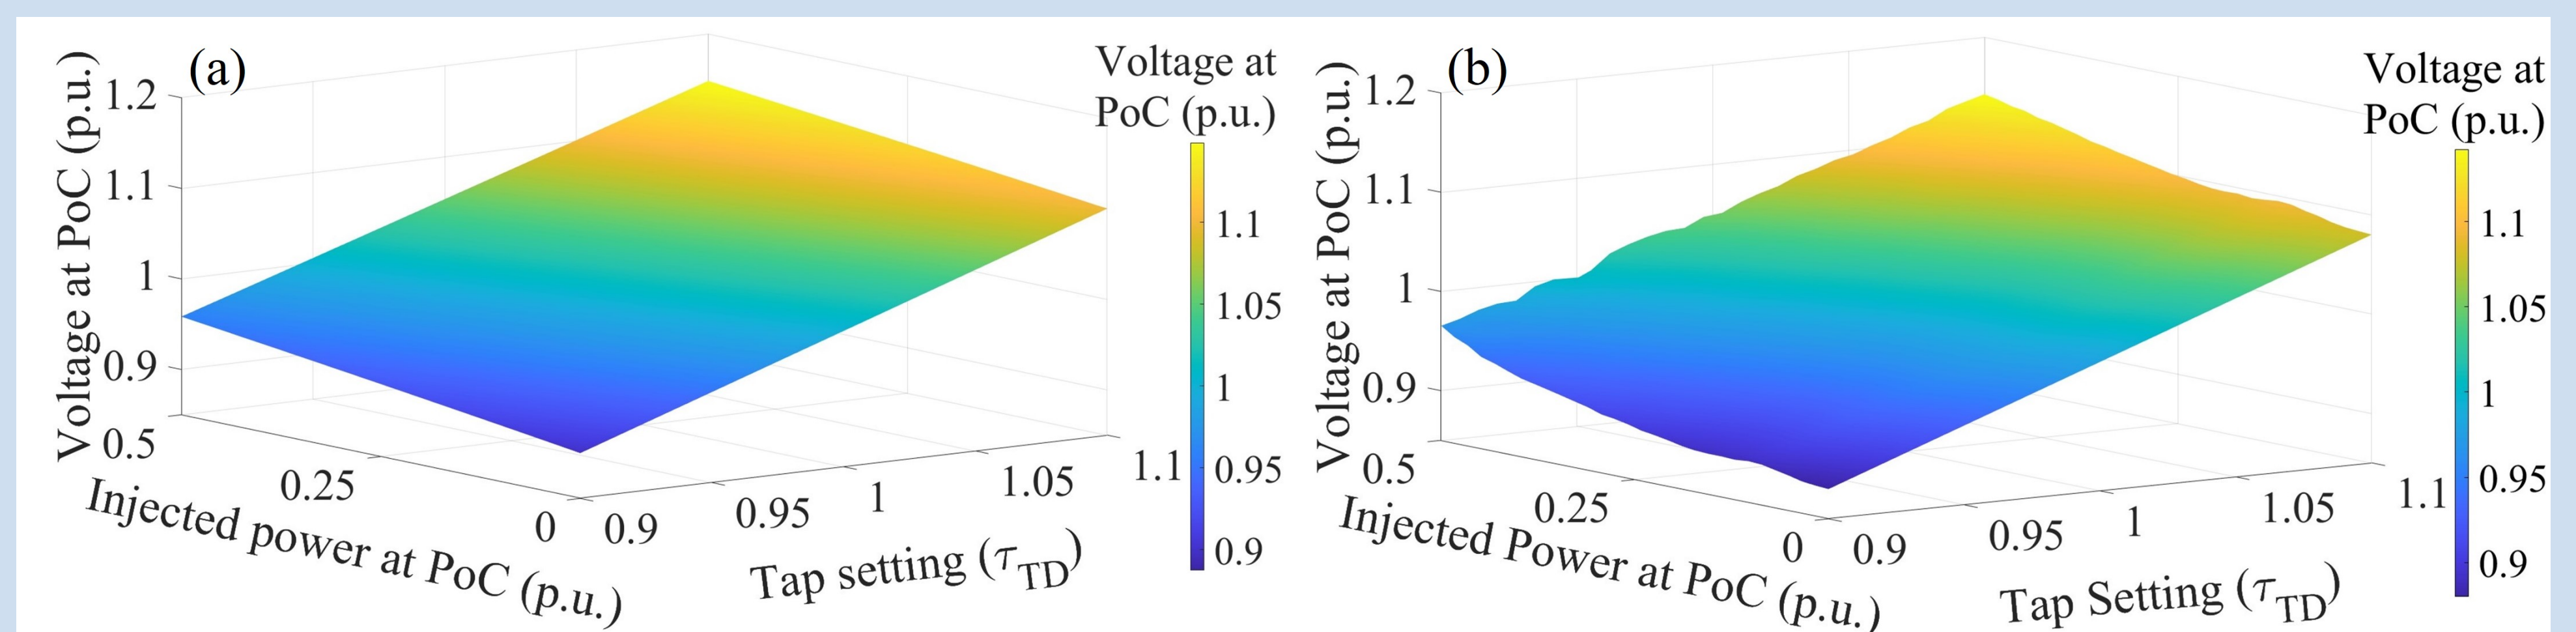 (a)
Voltage at PoC (p.u.)
1.2
1.1
1
0.9
0.5
0.25
0
Injected power at PoC (p.u.)
0.9
0.95
1
1.05
1.1
Tap setting (τTD)
Voltage at
PoC (p.u.)
1.1
1.05
1
0.95
0.9
(b)
Voltage at PoC (p.u.)
1.2
1.1
1
0.9
0.5
0.25
0
Injected Power at PoC (p.u.)
0.9
0.95
1
1.05
1.1
Tap Setting (τTD)
Voltage at
PoC (p.u.)
1.1
1.05
1
0.95
0.9